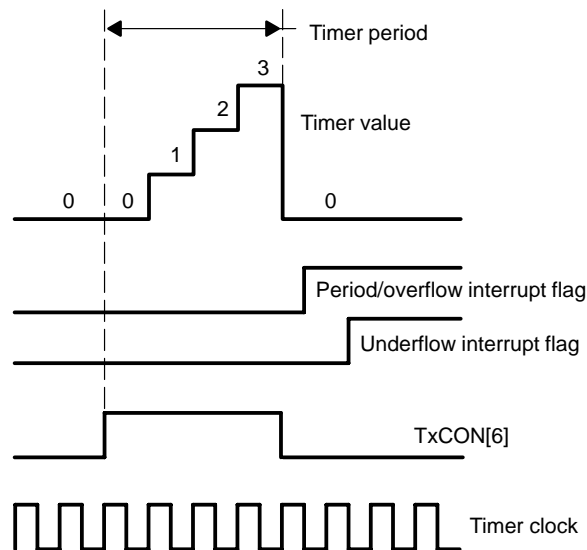 Timer period
3
Timer value
2
1
0 0 0
Period/overflow interrupt flag
Underflow interrupt flag
TxCON[6]
Timer clock